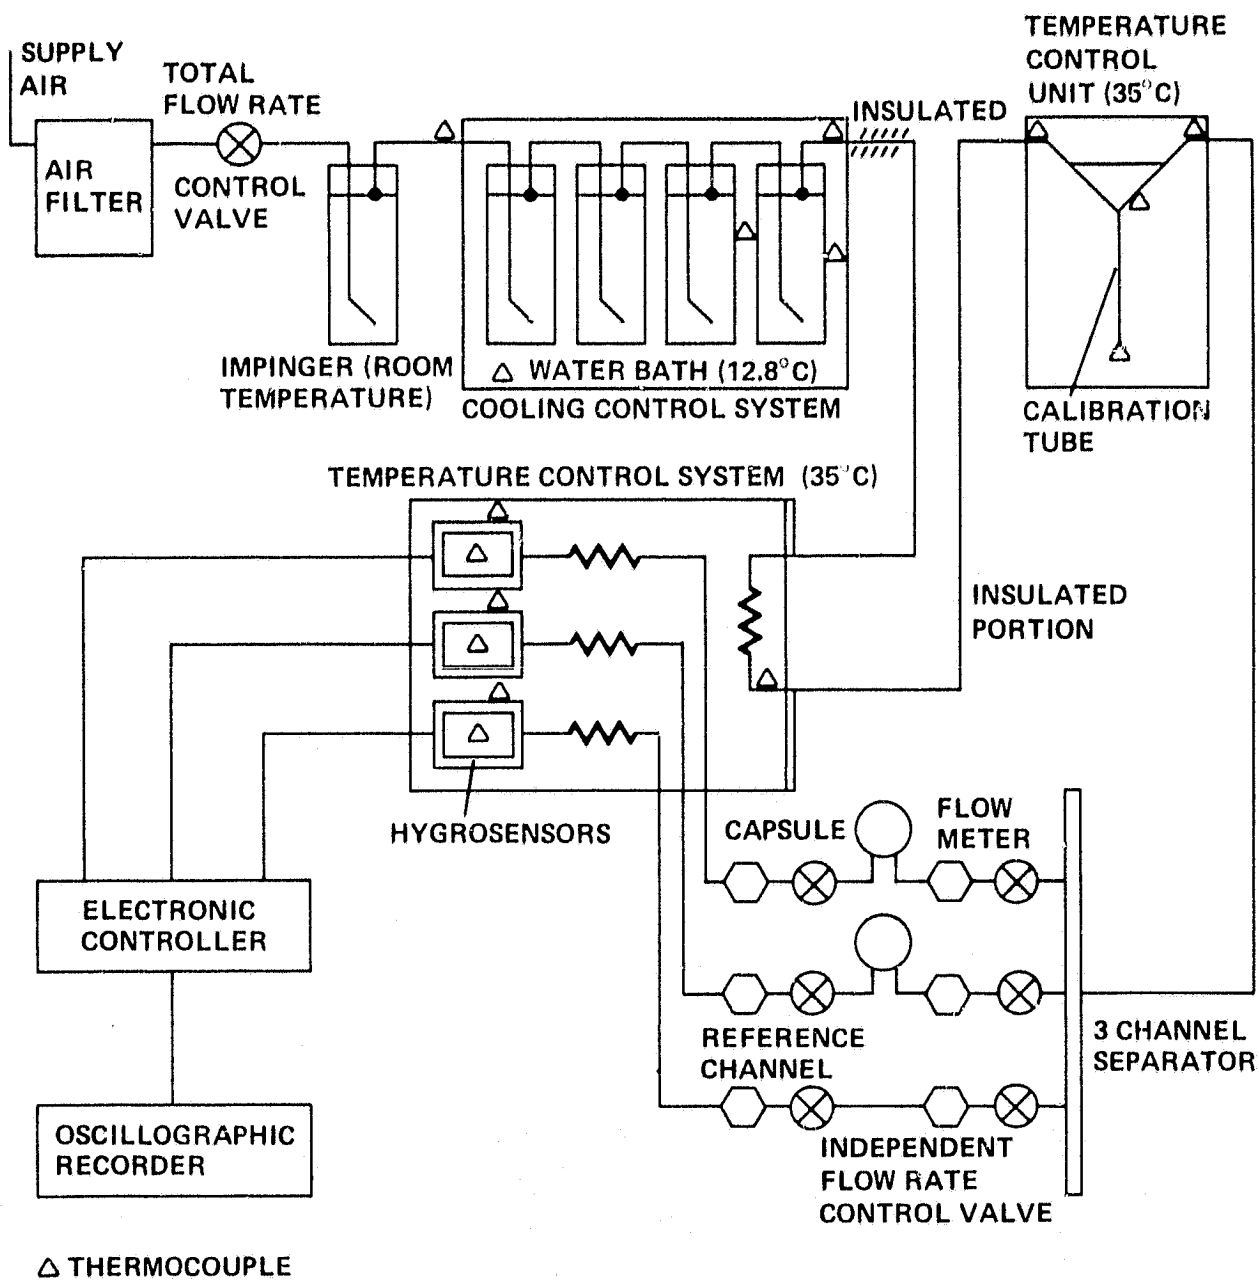 SUPPLY
AIR
AIR
FILTER
TOTAL
FLOW RATE
CONTROL
VALVE
IMPINGER (ROOM
TEMPERATURE)
WATER BATH (12.8°C)
COOLING CONTROL SYSTEM
INSULATED
TEMPERATURE
CONTROL
UNIT (35°C)
CALIBRATION
TUBE
TEMPERATURE CONTROL SYSTEM (35°C)
HYGROSENSORS
INSULATED
PORTION
ELECTRONIC
CONTROLLER
OSCILLOGRAPHIC
RECORDER
CAPSULE
FLOW
METER
REFERENCE
CHANNEL
3 CHANNEL
SEPARATOR
INDEPENDENT
FLOW RATE
CONTROL VALVE
THERMOCOUPLE